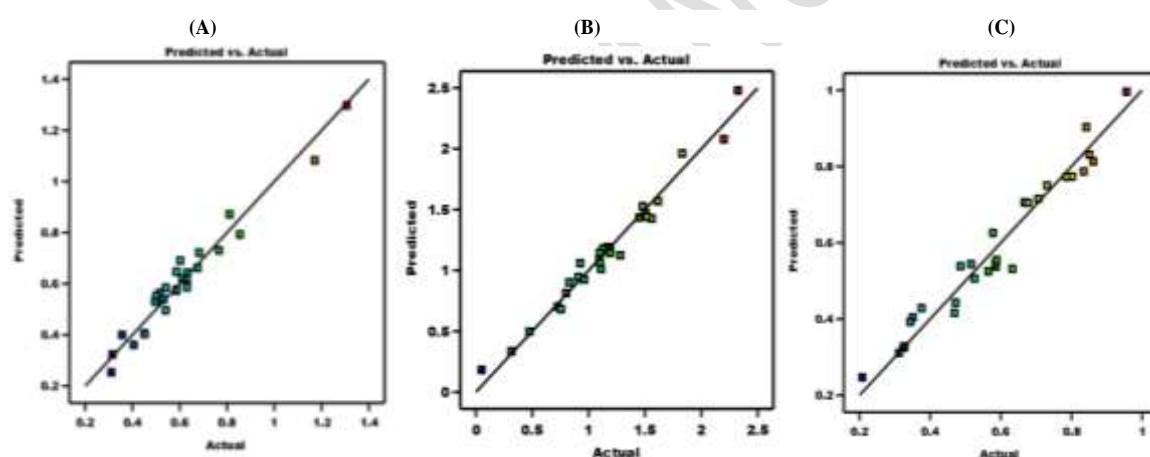 (A)
Predicted vs. Actual
1.4
1.2
1
0.8
0.6
0.4
0.2
Predicted
0.2 0.4 0.6 0.8 1 1.2 1.4
Actual
(B)
Predicted vs. Actual
2.5
2
1.5
1
0.5
0
Predicted
0 0.5 1 1.5 2 2.5
Actual
(C)
Predicted vs. Actual
1
0.8
0.6
0.4
0.2
Predicted
0.2 0.4 0.6 0.8 1
Actual